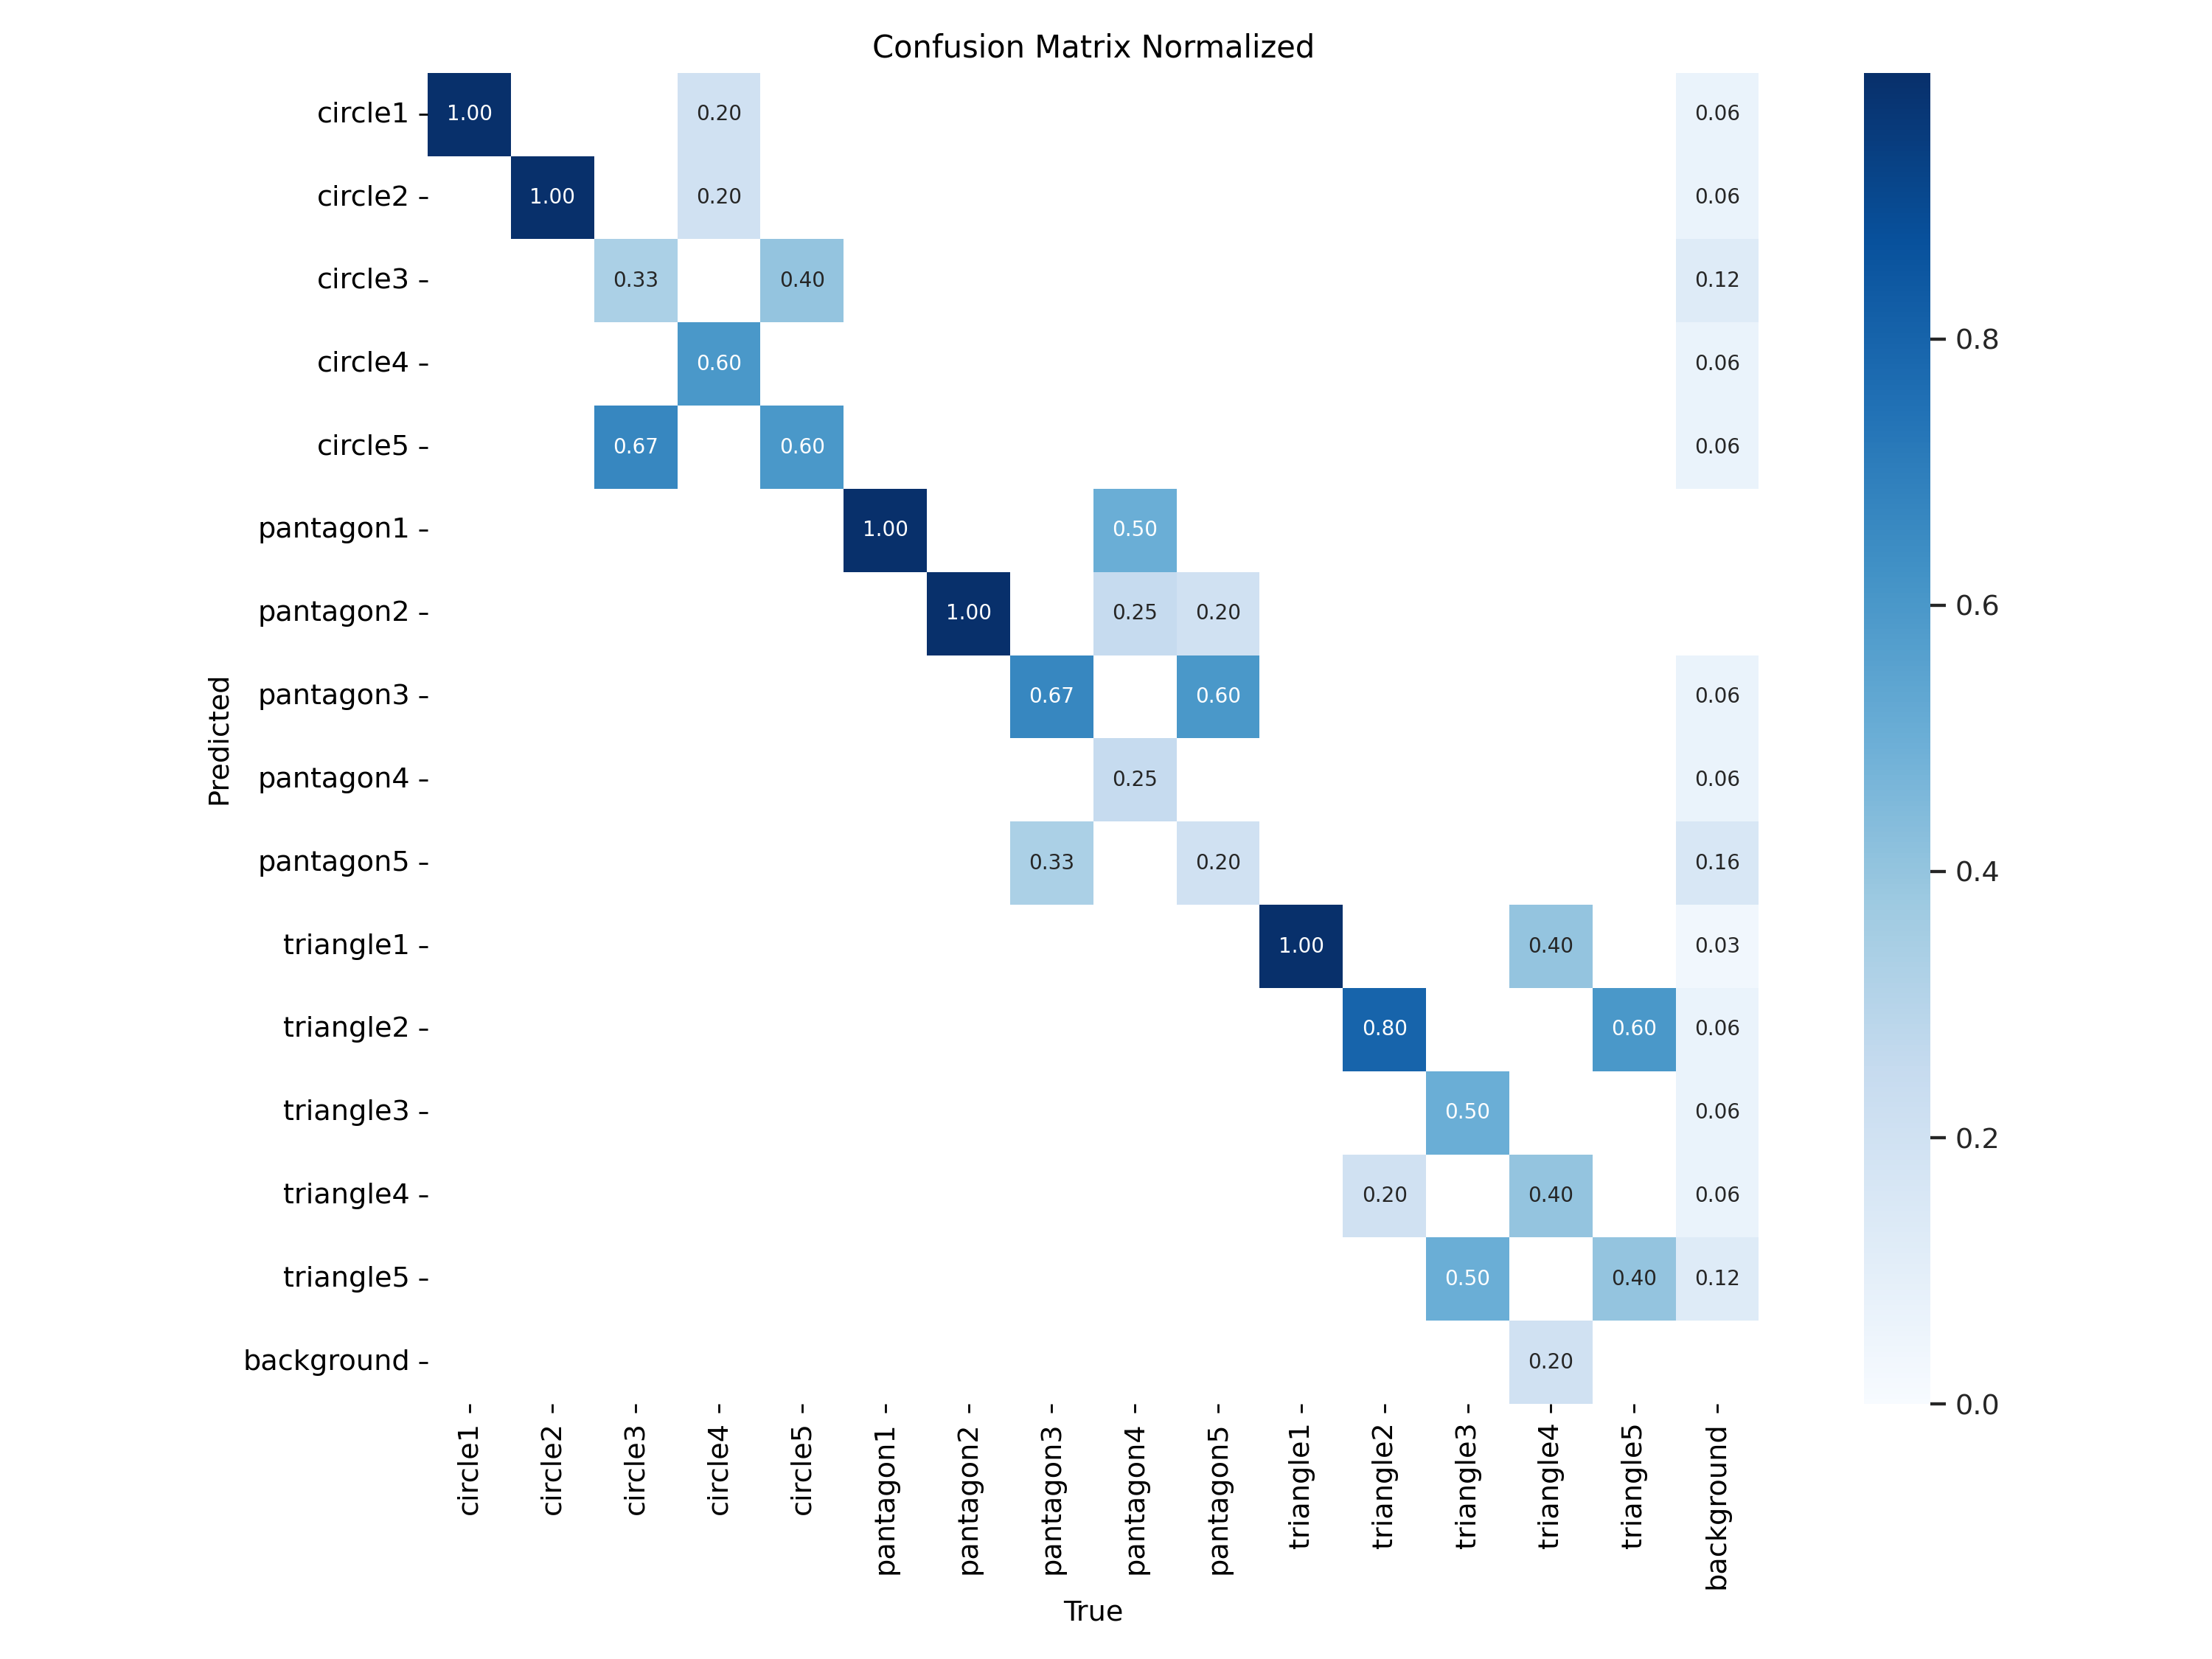 Confusion Matrix Normalized
circle1 1.00 0.20 0.06
circle2 1.00 0.20 0.06
circle3 0.33 0.40 0.12
circle4 0.60 0.06
circle5 0.67 0.60 0.06
pantagon1 1.00 0.50
pantagon2 1.00 0.25 0.20
pantagon3 0.67 0.60 0.06
pantagon4 0.25 0.06
pantagon5 0.33 0.20 0.16
triangle1 1.00 0.40 0.03
triangle2 0.80 0.60 0.06
triangle3 0.50 0.06
triangle4 0.20 0.40 0.06
triangle5 0.50 0.40 0.12
background 0.20
Predicted
circle1 circle2 circle3 circle4 circle5 pantagon1 pantagon2 pantagon3 pantagon4 pantagon5 triangle1 triangle2 triangle3 triangle4 triangle5 background
True
0.8
0.6
0.4
0.2
0.0